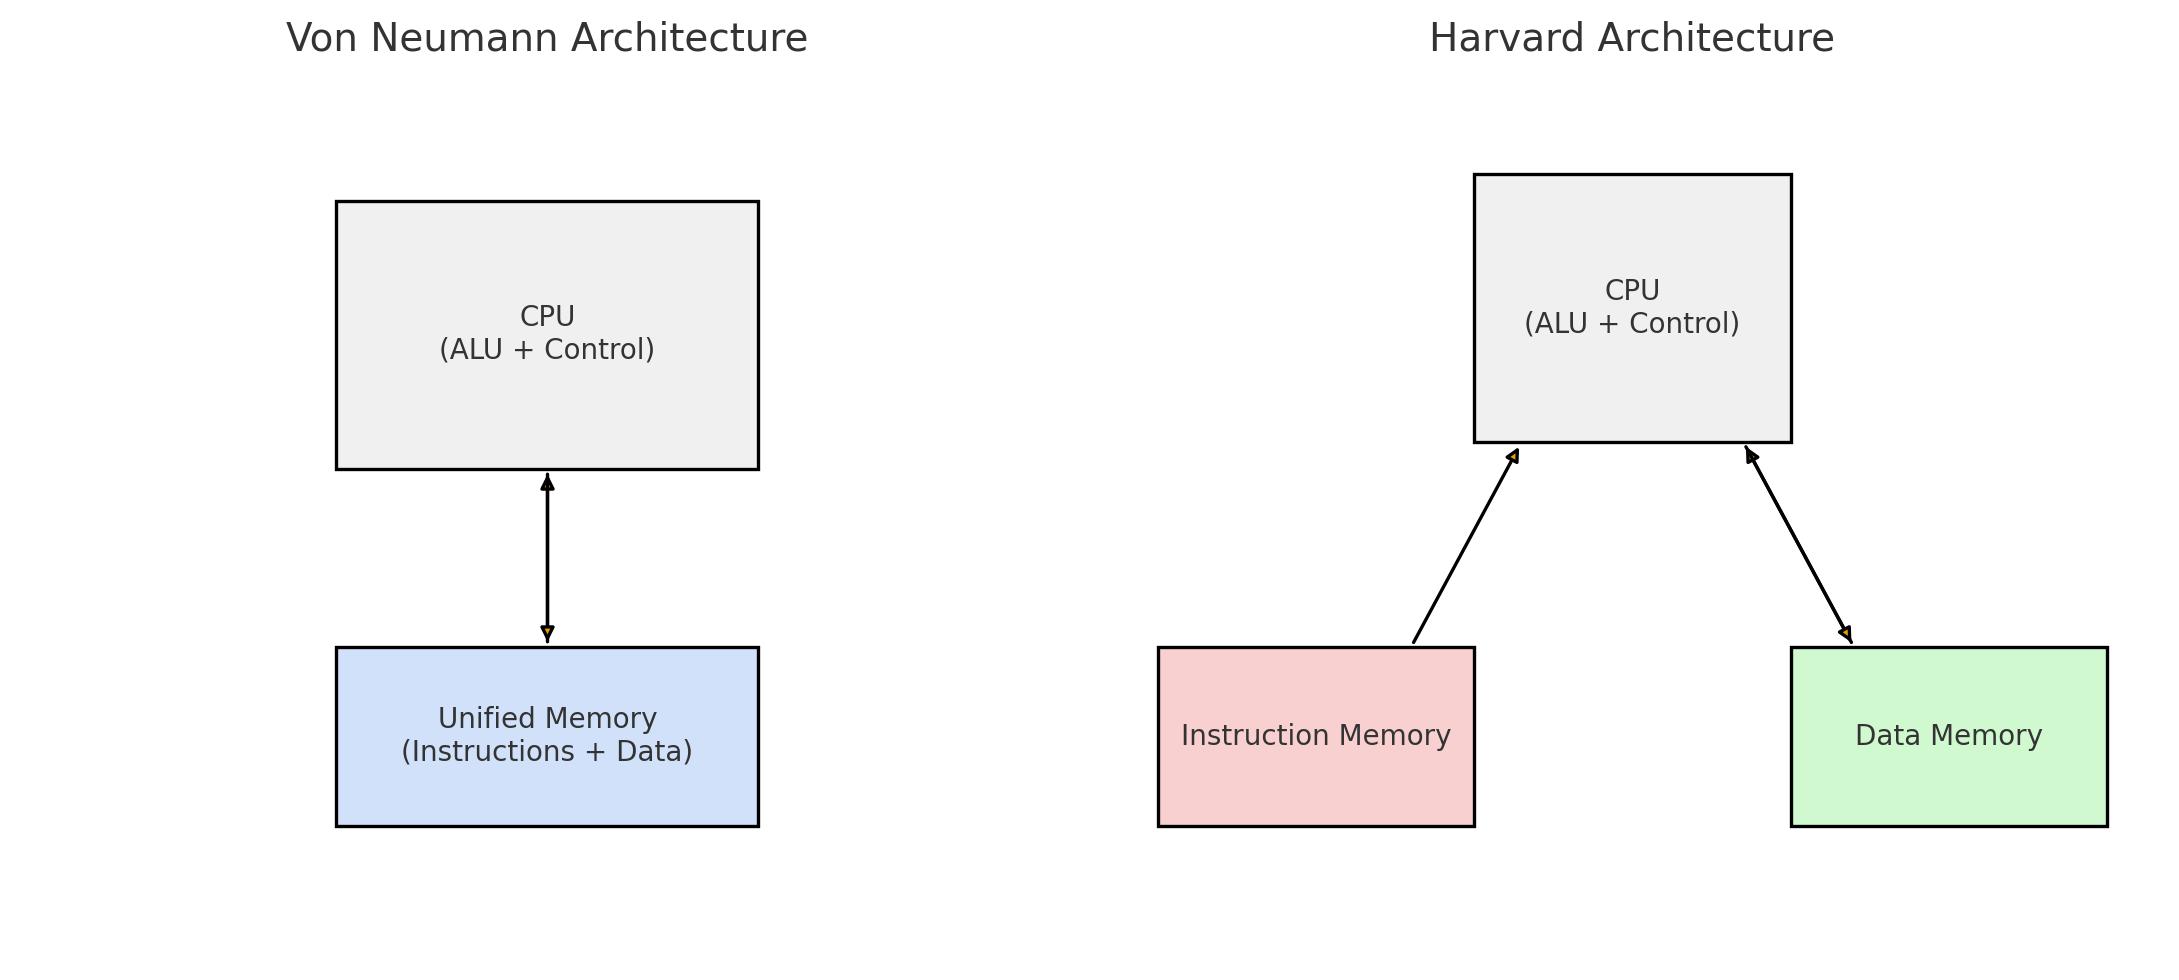 Von Neumann Architecture
CPU
(ALU + Control)
Unified Memory
(Instructions + Data)
Harvard Architecture
CPU
(ALU + Control)
Instruction Memory
Data Memory